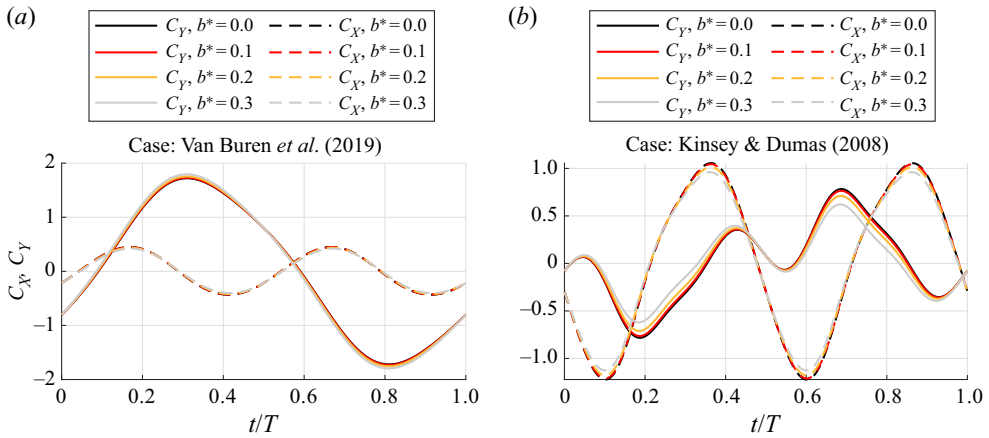 (a)
C_Y, b* = 0.0 C_X, b* = 0.0
C_Y, b* = 0.1 C_X, b* = 0.1
C_Y, b* = 0.2 C_X, b* = 0.2
C_Y, b* = 0.3 C_X, b* = 0.3
Case: Van Buren et al. (2019)
C_X, C_Y
2
1
0
−1
−2
0 0.2 0.4 0.6 0.8 1.0
t/T
(b)
C_Y, b* = 0.0 C_X, b* = 0.0
C_Y, b* = 0.1 C_X, b* = 0.1
C_Y, b* = 0.2 C_X, b* = 0.2
C_Y, b* = 0.3 C_X, b* = 0.3
Case: Kinsey & Dumas (2008)
1.0
0.5
0
−0.5
−1.0
0 0.2 0.4 0.6 0.8 1.0
t/T